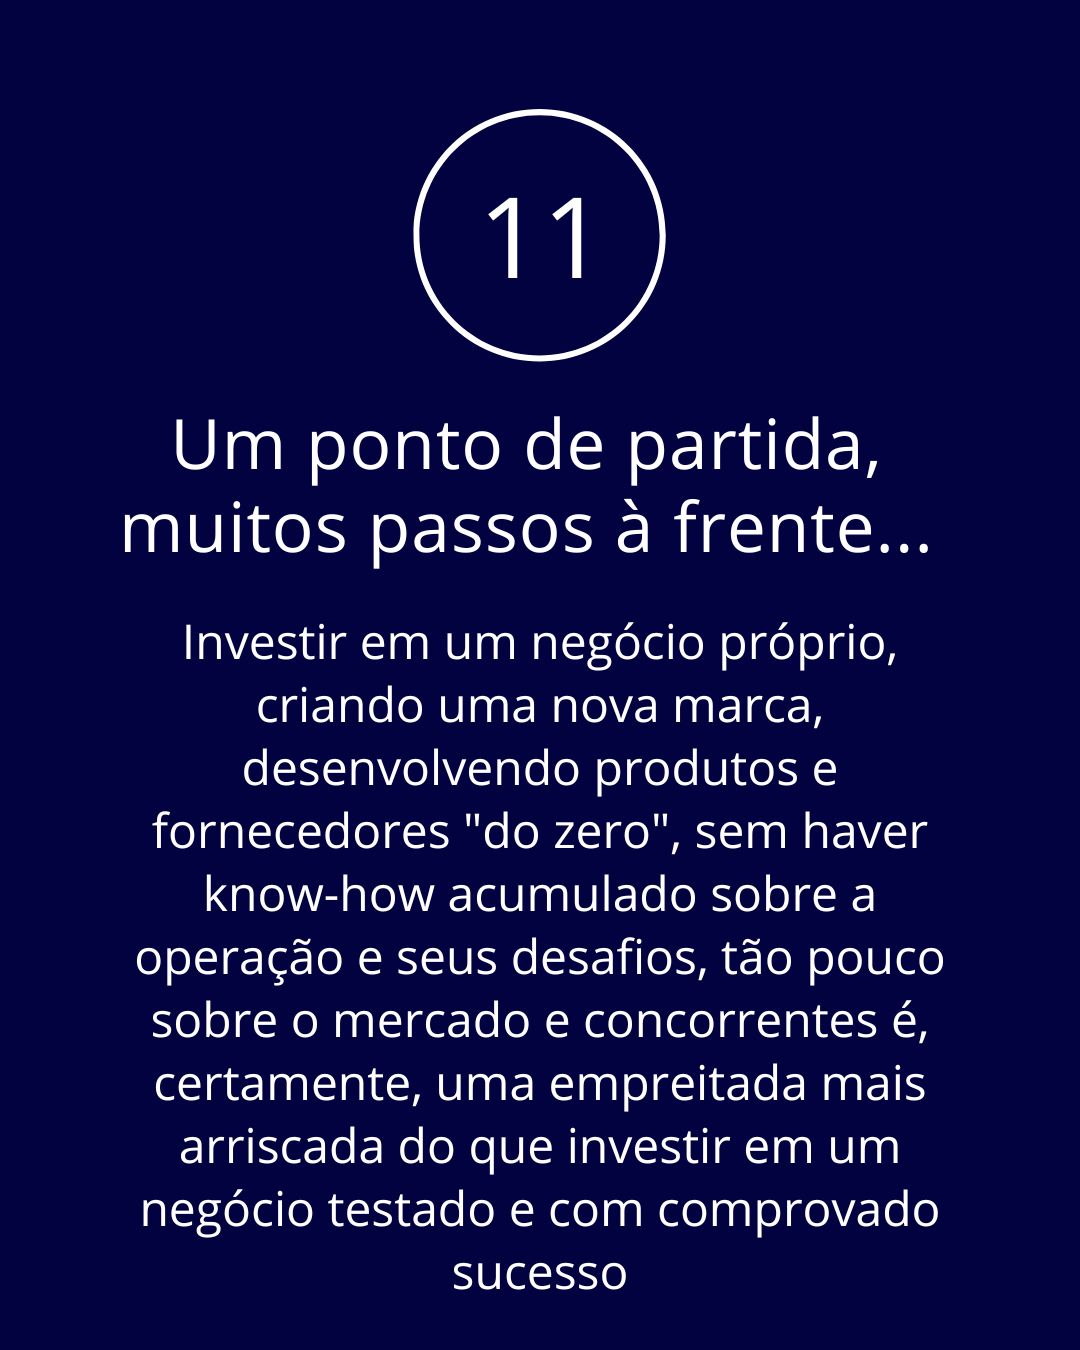 11
Um ponto de partida,
muitos passos à frente...
Investir em um negócio próprio,
criando uma nova marca,
desenvolvendo produtos e
fornecedores "do zero", sem haver
know-how acumulado sobre a
operação e seus desafios, tão pouco
sobre o mercado e concorrentes é,
certamente, uma empreitada mais
arriscada do que investir em um
negócio testado e com comprovado
sucesso